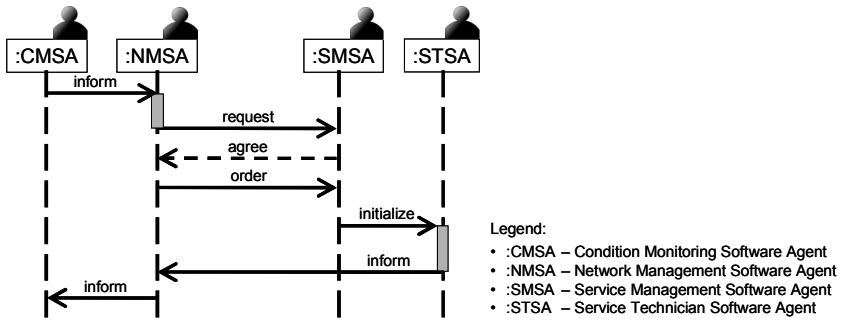 :CMSA :NMSA :SMSA :STSA
inform
request
agree
order
initialize
inform
inform
Legend:
• :CMSA – Condition Monitoring Software Agent
• :NMSA – Network Management Software Agent
• :SMSA – Service Management Software Agent
• :STSA – Service Technician Software Agent